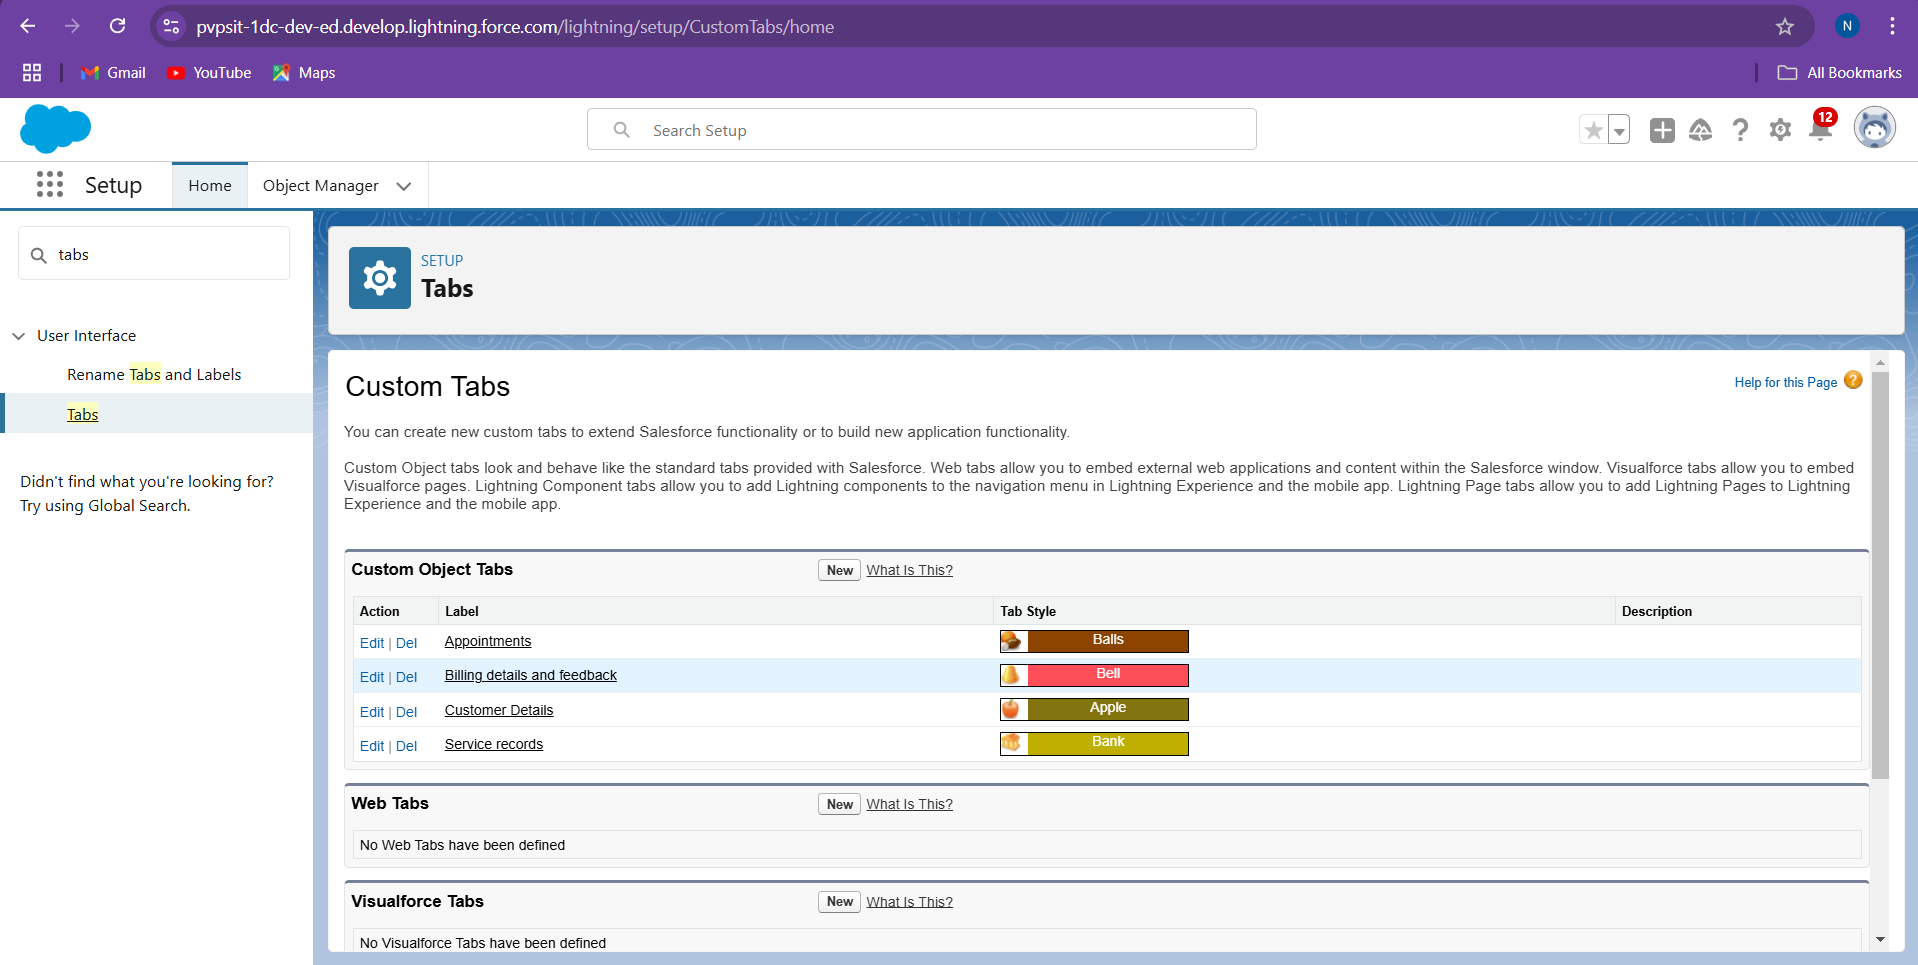 pvpsit-1dc-dev-ed.develop.lightning.force.com/lightning/setup/CustomTabs/home
N
Gmail
YouTube
Maps
All Bookmarks
Search Setup
12
Setup
Home
Object Manager
tabs
User Interface
Rename Tabs and Labels
Tabs
Didn't find what you're looking for?
Try using Global Search.
SETUP
Tabs
Custom Tabs
Help for this Page ?
You can create new custom tabs to extend Salesforce functionality or to build new application functionality.
Custom Object tabs look and behave like the standard tabs provided with Salesforce. Web tabs allow you to embed external web applications and content within the Salesforce window. Visualforce tabs allow you to embed
Visualforce pages. Lightning Component tabs allow you to add Lightning components to the navigation menu in Lightning Experience and the mobile app. Lightning Page tabs allow you to add Lightning Pages to Lightning
Experience and the mobile app.
Custom Object Tabs New What Is This?
Action Label Tab Style Description
Edit | Del Appointments Balls
Edit | Del Billing details and feedback Bell
Edit | Del Customer Details Apple
Edit | Del Service records Bank
Web Tabs New What Is This?
No Web Tabs have been defined
Visualforce Tabs New What Is This?
No Visualforce Tabs have been defined